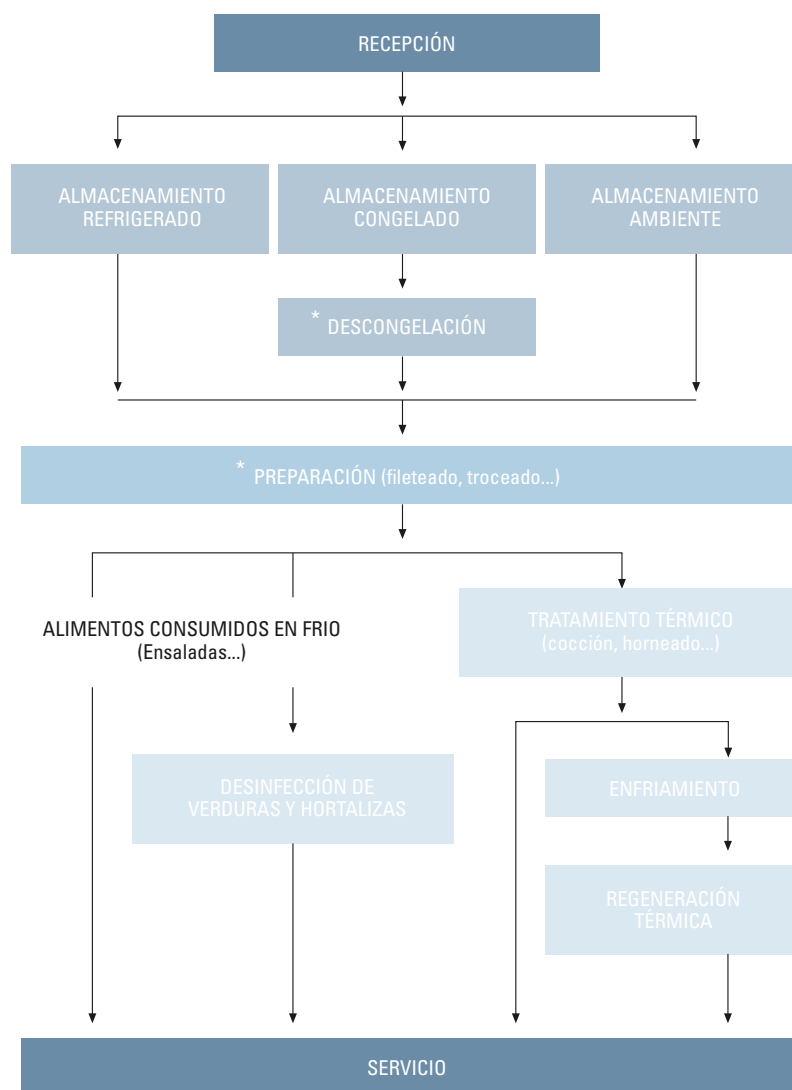 RECEPCIÓN
ALMACENAMIENTO
REFRIGERADO
ALMACENAMIENTO
CONGELADO
ALMACENAMIENTO
AMBIENTE
* DESCONGELACIÓN
* PREPARACIÓN (fileteado, troceado...)
ALIMENTOS CONSUMIDOS EN FRIO
(Ensaladas...)
TRATAMIENTO TÉRMICO
(cocción, horneado...)
DESINFECCIÓN DE
VERDURAS Y HORTALIZAS
ENFRIAMIENTO
REGENERACIÓN
TÉRMICA
SERVICIO